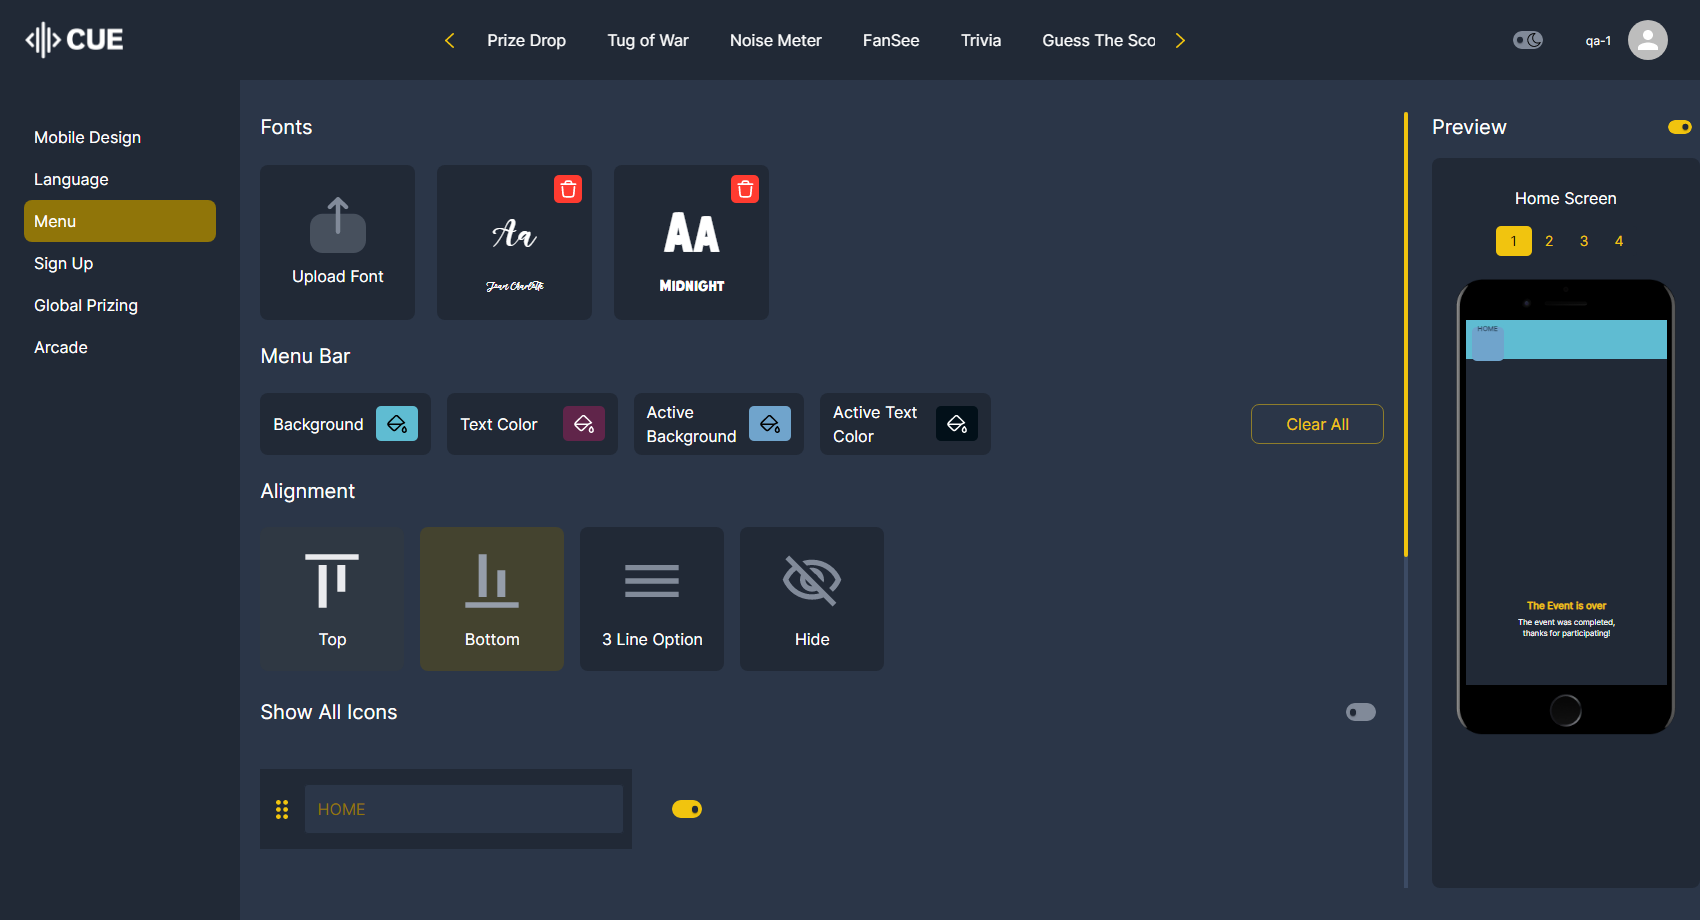 CUE
Prize Drop
Tug of War
Noise Meter
FanSee
Trivia
Guess The Sco
qa-1
Mobile Design
Language
Menu
Sign Up
Global Prizing
Arcade
Fonts
Upload Font
Aa
Jean Charlotte
AA
MIDNIGHT
Menu Bar
Background
Text Color
Active
Background
Active Text
Color
Clear All
Alignment
Top
Bottom
3 Line Option
Hide
Show All Icons
HOME
Preview
Home Screen
1 2 3 4
HOME
The Event is over
The event was completed,
thanks for participating!